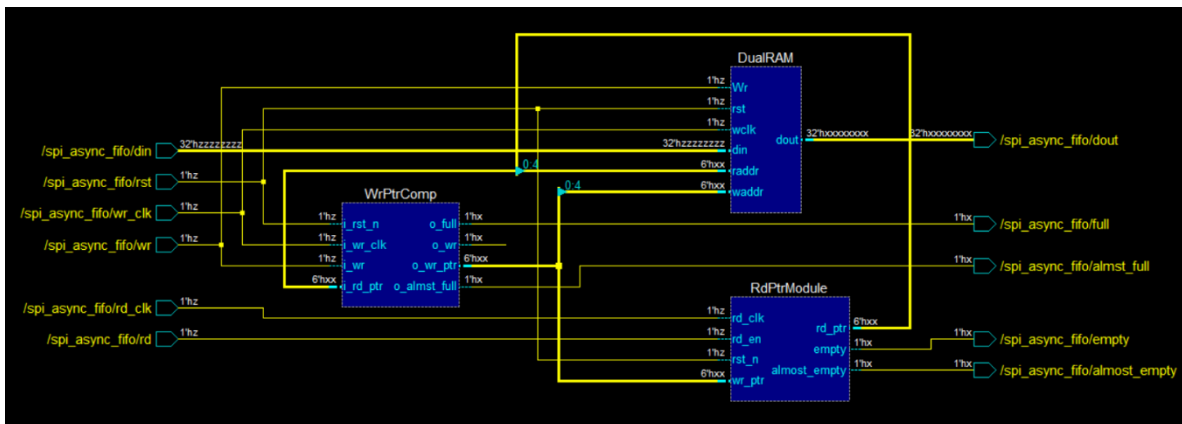 DualRAM
1'hz Wr
1'hz rst
1'hz wclk
32'hzzzzzzzz din
6'hxx raddr
6'hxx waddr
dout 32'hxxxxxxxx 32'hxxxxxxxx /spi_async_fifo/dout
0:4
0:4
/spi_async_fifo/din 32'hzzzzzzzz
/spi_async_fifo/rst 1'hz
/spi_async_fifo/wr_clk 1'hz
/spi_async_fifo/wr 1'hz
/spi_async_fifo/rd_clk 1'hz
/spi_async_fifo/rd 1'hz
WrPtrComp
1'hz i_rst_n o_full 1'hx
1'hz i_wr_clk o_wr 1'hx
1'hz i_wr o_wr_ptr 6'hxx
6'hxx i_rd_ptr o_almst_full 1'hx
1'hx /spi_async_fifo/full
1'hx /spi_async_fifo/almst_full
RdPtrModule
1'hz rd_clk rd_ptr 6'hxx
1'hz rd_en empty 1'hx
1'hz rst_n almost_empty 1'hx
6'hxx wr_ptr
1'hx /spi_async_fifo/empty
1'hx /spi_async_fifo/almost_empty